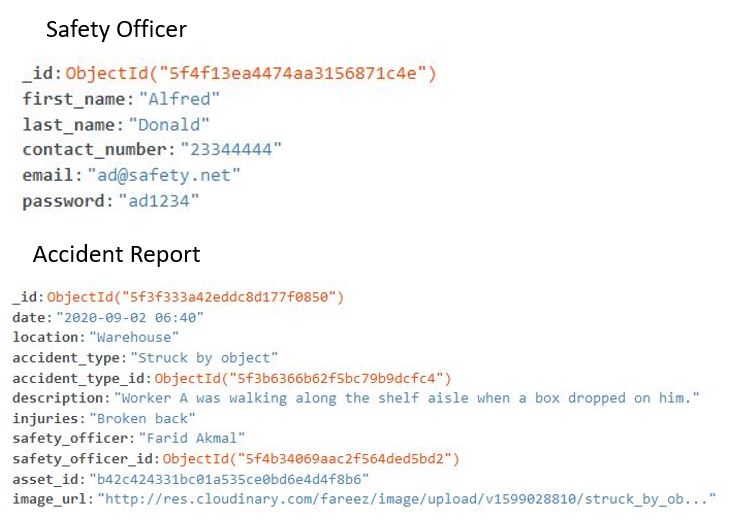 Safety Officer
_id: ObjectId("5f4f13ea4474aa3156871c4e")
first_name: "Alfred"
last_name: "Donald"
contact_number: "23344444"
email: "ad@safety.net"
password: "ad1234"
Accident Report
_id: ObjectId("5f3f333a42eddc8d177f0850")
date: "2020-09-02 06:40"
location: "Warehouse"
accident_type: "Struck by object"
accident_type_id: ObjectId("5f3b6366b62f5bc79b9dcfc4")
description: "Worker A was walking along the shelf aisle when a box dropped on him."
injuries: "Broken back"
safety_officer: "Farid Akmal"
safety_officer_id: ObjectId("5f4b34069aac2f564ded5bd2")
asset_id: "b42c424331bc01a535ce0bd6e4d4f8b6"
image_url: "http://res.cloudinary.com/fareez/image/upload/v1599028810/struck_by_ob..."